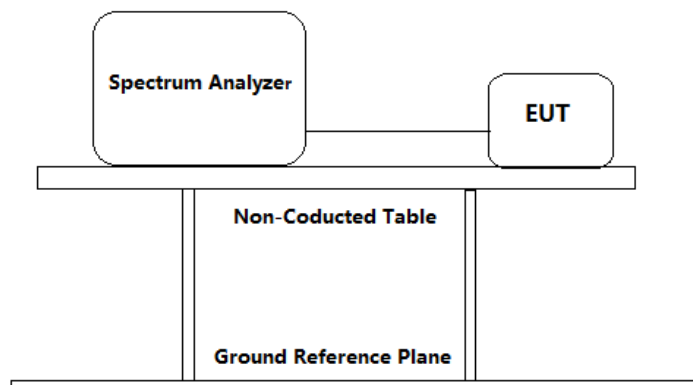 Spectrum Analyzer
EUT
Non-Coducted Table
Ground Reference Plane